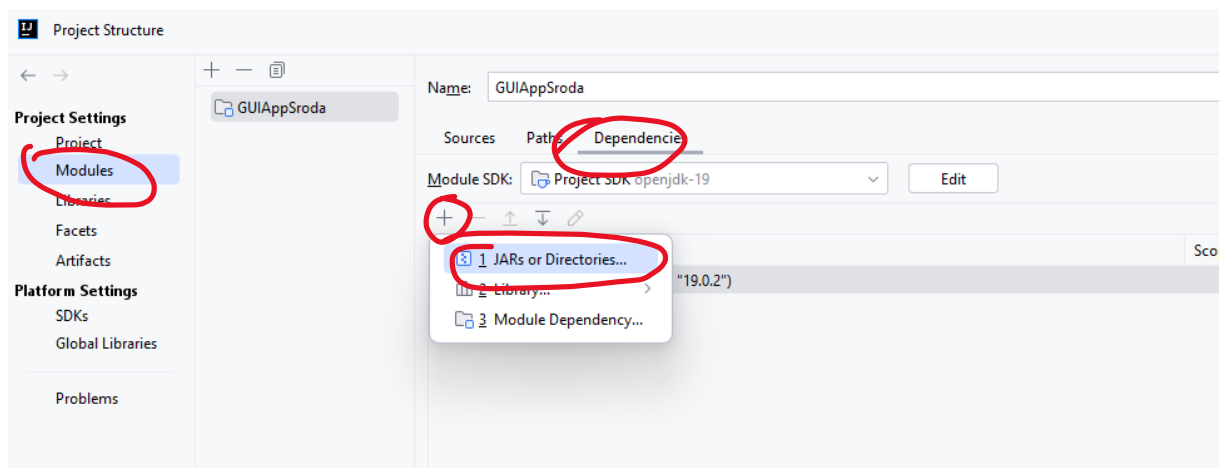 Project Structure
Project Settings
Project
Modules
Libraries
Facets
Artifacts
Platform Settings
SDKs
Global Libraries
Problems
GUIAppSroda
Name: GUIAppSroda
Sources Paths Dependencies
Module SDK: Project SDK openjdk-19 Edit
Sco
1 JARs or Directories...
"19.0.2")
2 Library...
3 Module Dependency...